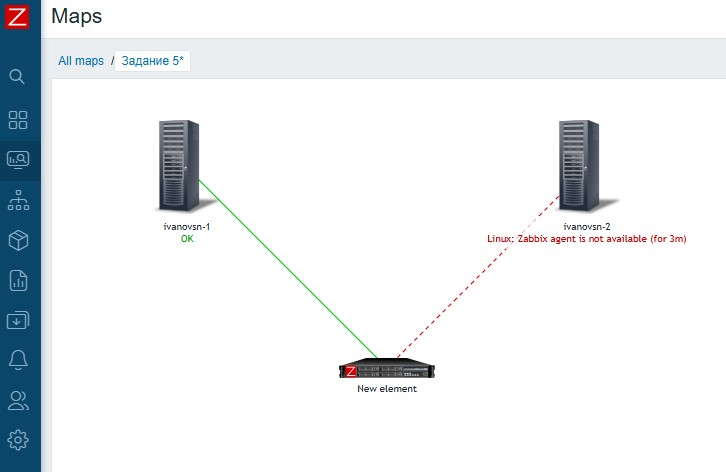 Z
Maps
All maps / Задание 5*
ivanovsn-1
OK
ivanovsn-2
Linux: Zabbix agent is not available (for 3m)
Z
New element